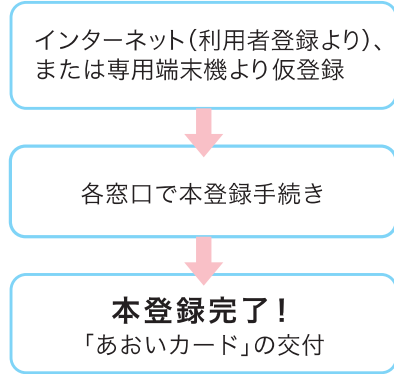 インターネット(利用者登録より)、
または専用端末機より仮登録
各窓口で本登録手続き
本登録完了!
「あおいカード」の交付